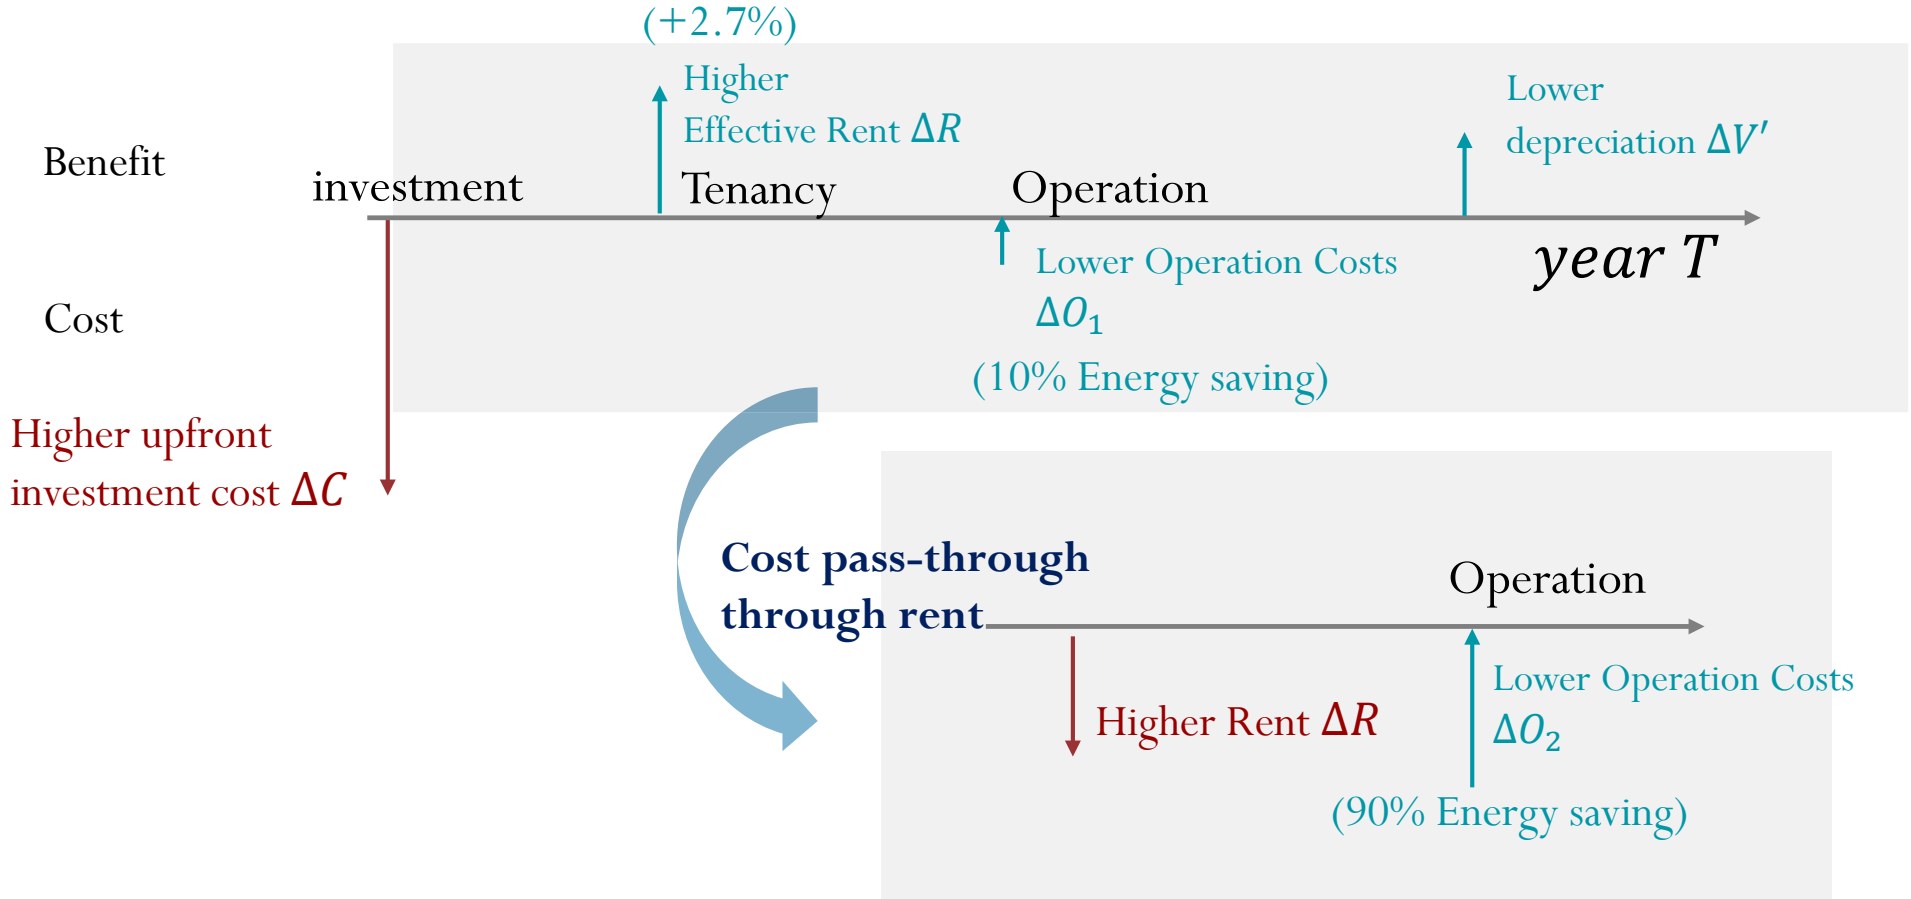 (+2.7%)
Higher
Effective Rent ΔR
Lower
depreciation ΔV′
Benefit
investment
Tenancy
Operation
year T
Lower Operation Costs
ΔO₁
Cost
(10% Energy saving)
Higher upfront
investment cost ΔC
Cost pass-through
through rent
Operation
Higher Rent ΔR
Lower Operation Costs
ΔO₂
(90% Energy saving)